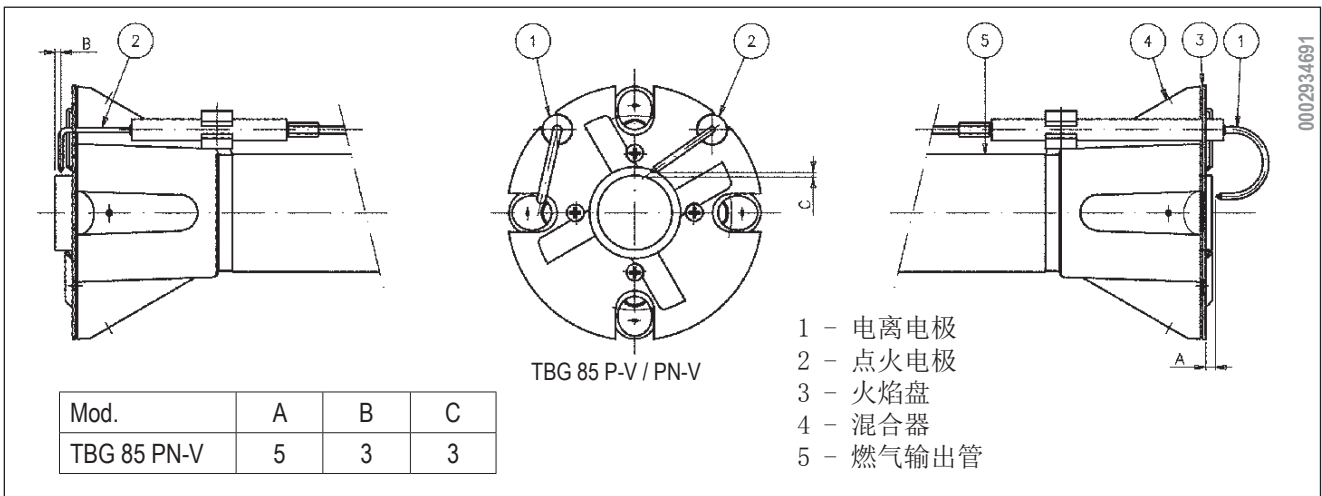 B
2
1
2
5
4
3
1
0002934691
C
A
TBG 85 P-V / PN-V
Mod. A B C
TBG 85 PN-V 5 3 3
1 - 电离电极
2 - 点火电极
3 - 火焰盘
4 - 混合器
5 - 燃气输出管